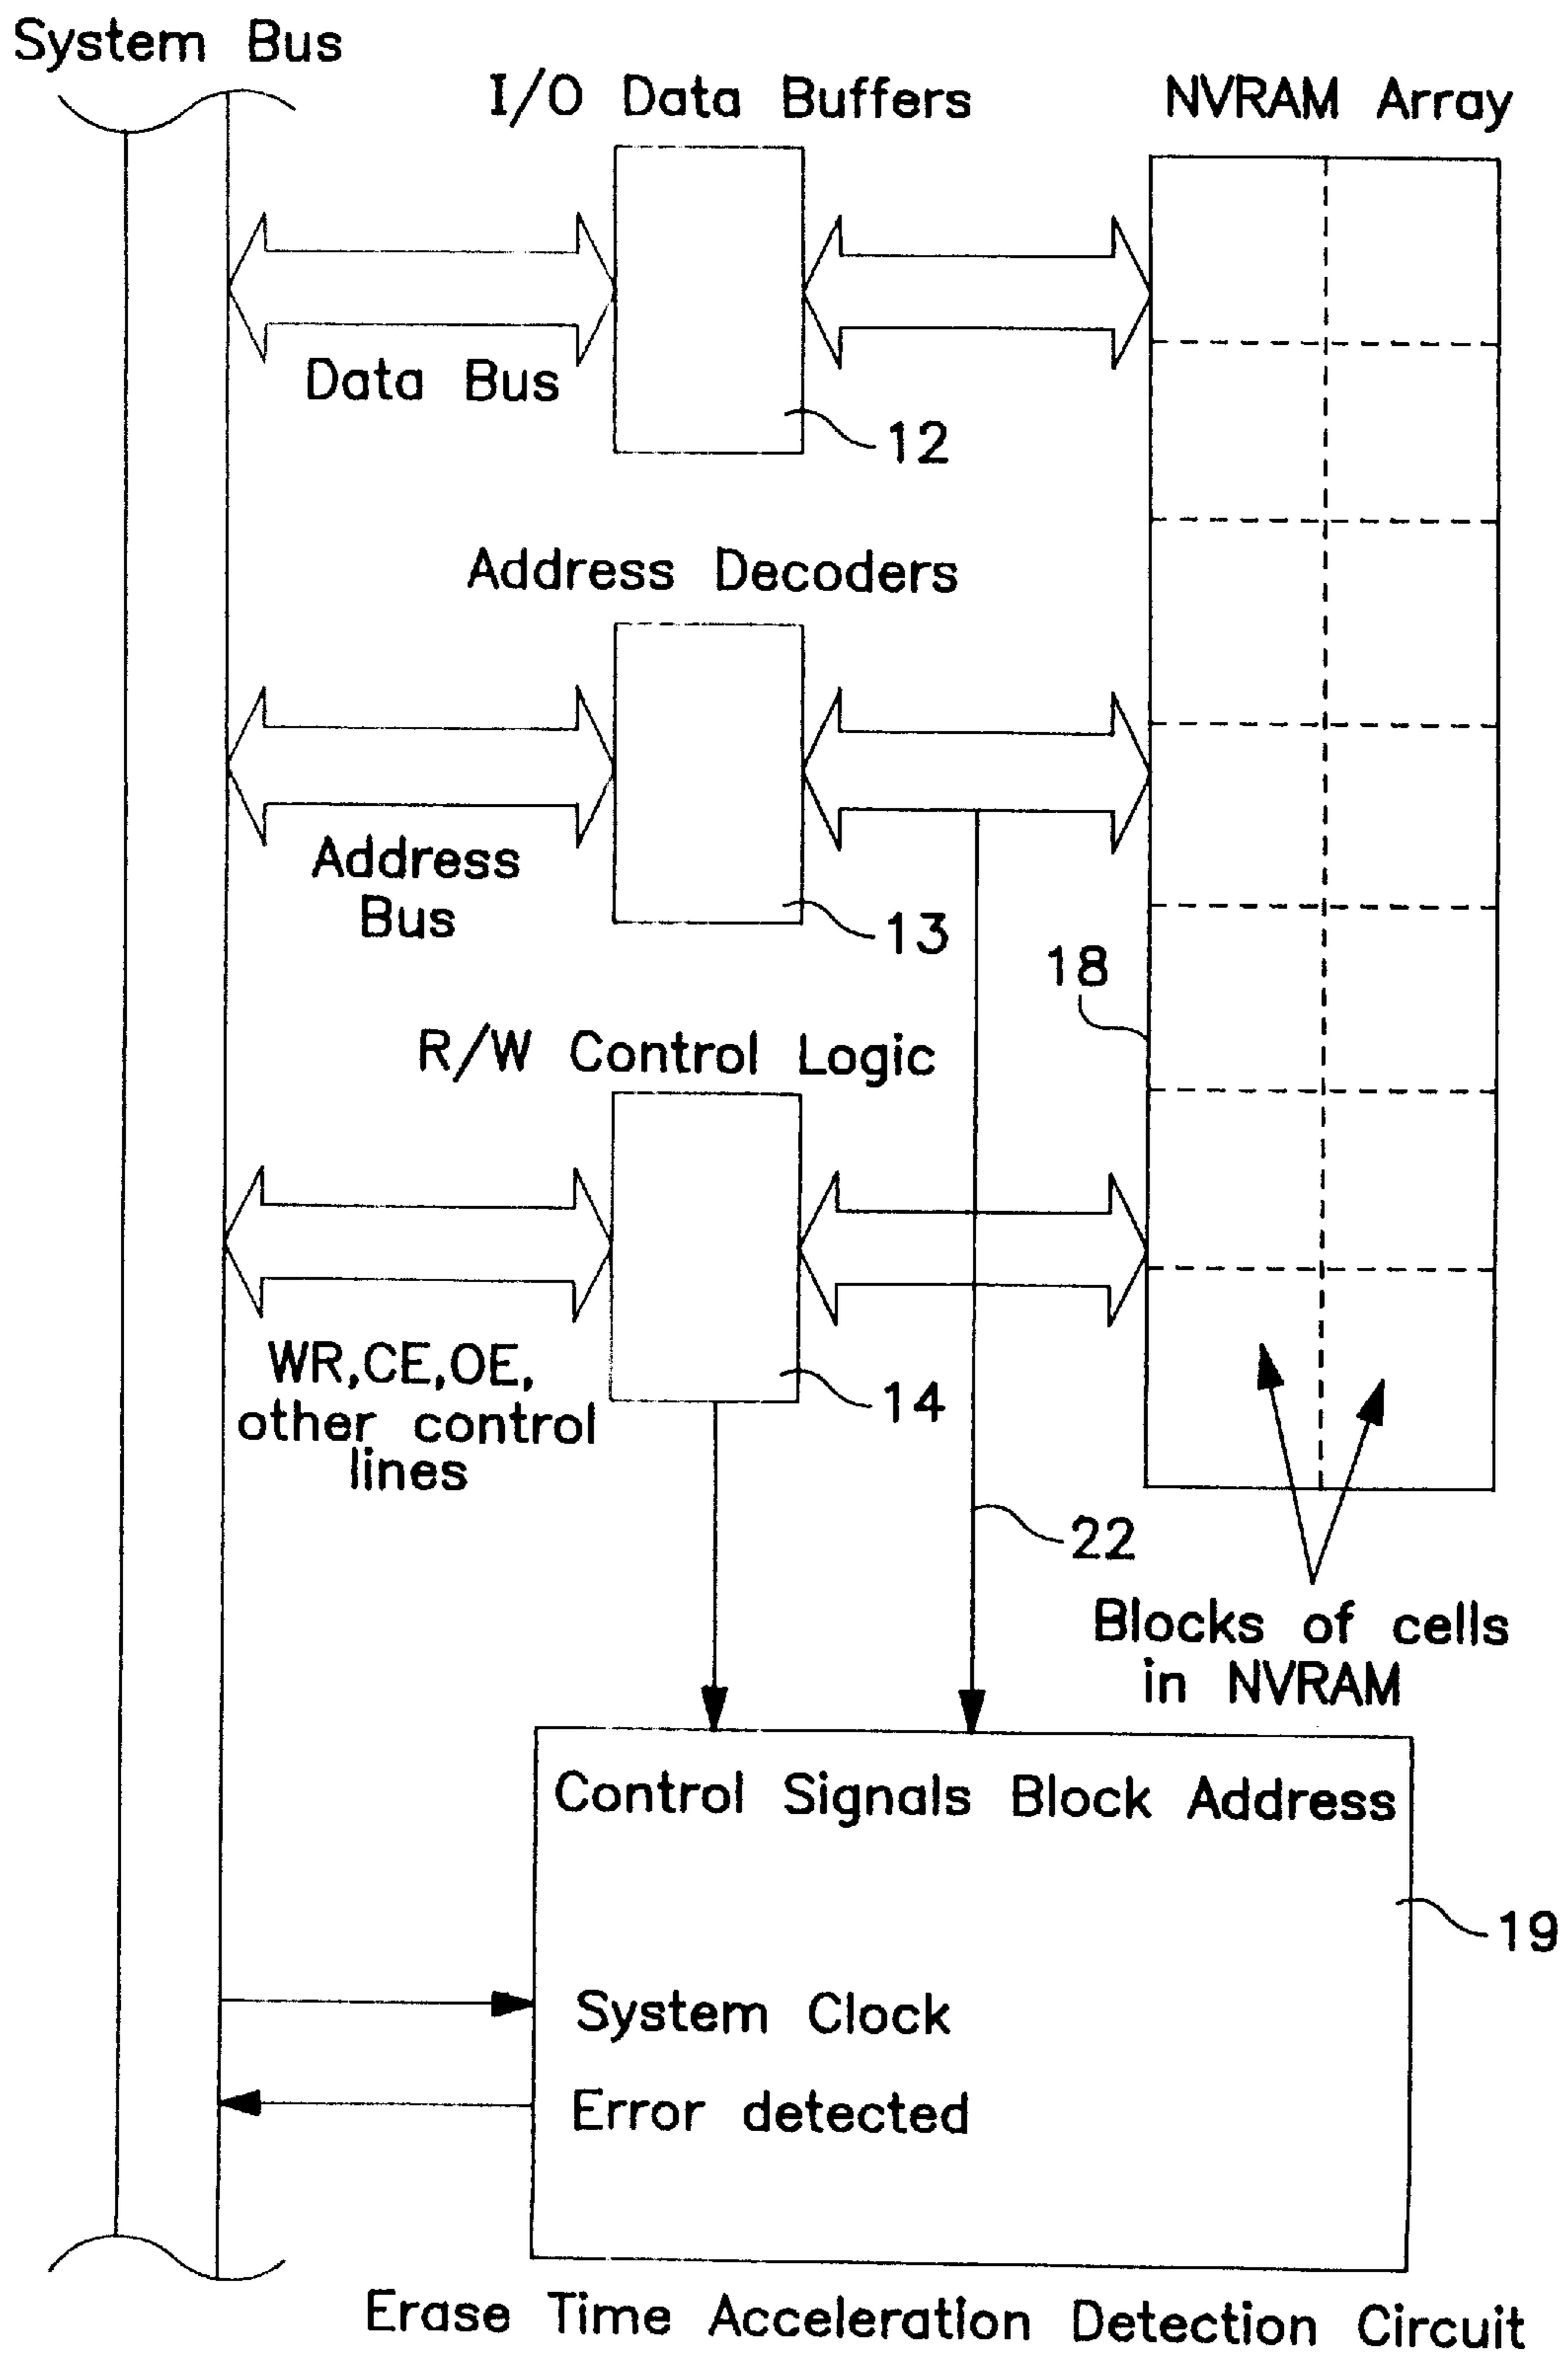 System Bus
I/O Data Buffers
NVRAM Array
Data Bus
12
Address Decoders
Address
Bus
13
18
R/W Control Logic
WR,CE,OE,
other control
lines
14
22
Blocks of cells
in NVRAM
Control Signals Block Address
19
System Clock
Error detected
Erase Time Acceleration Detection Circuit